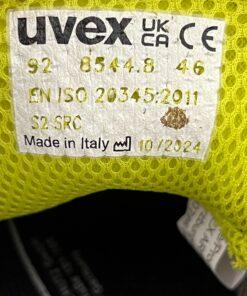 uvex UK CA CE
92 8544.8 46
EN ISO 20345:2011
S2 SRC
Made in Italy 10/2024